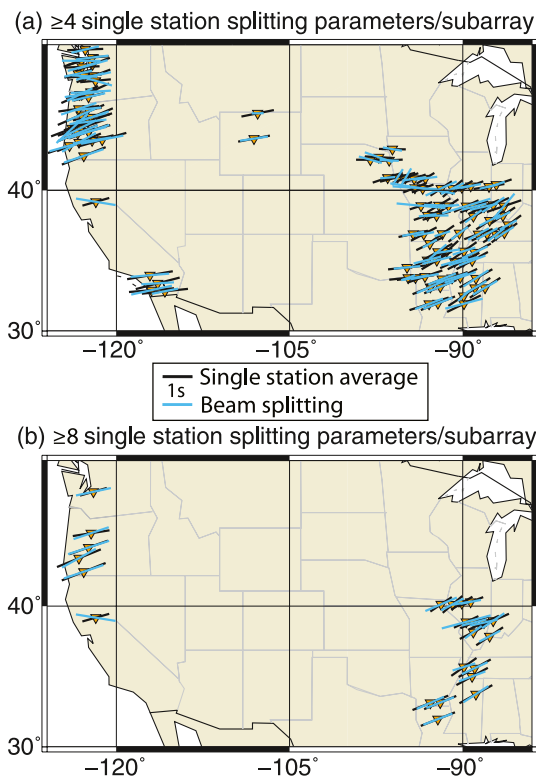 (a) ≥4 single station splitting parameters/subarray
40°
30°
−120 −105 −90
Single station average
1s
Beam splitting
(b) ≥8 single station splitting parameters/subarray
40°
30°
−120 −105 −90